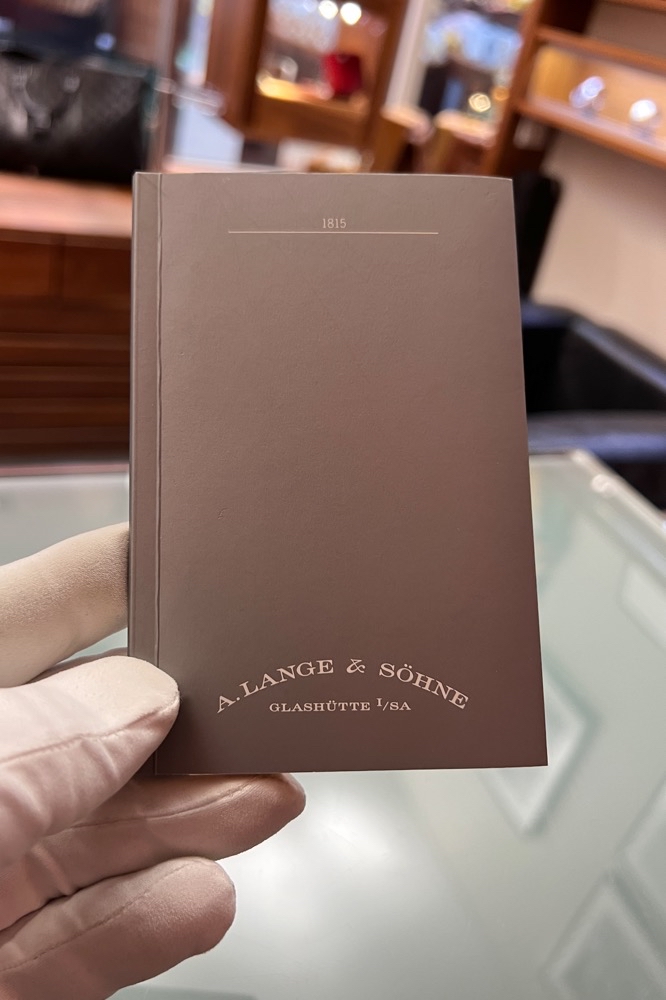 1815
A. LANGE & SÖHNE
GLASHÜTTE I/SA